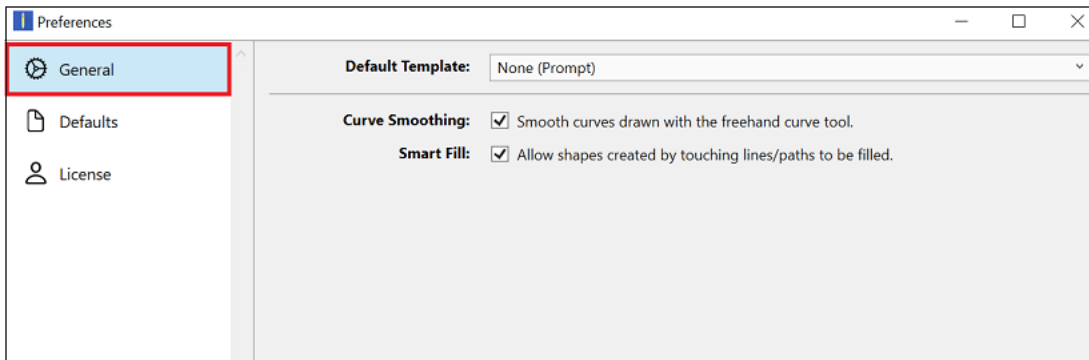 Preferences
General
Default Template: None (Prompt)
Defaults
Curve Smoothing: Smooth curves drawn with the freehand curve tool.
Smart Fill: Allow shapes created by touching lines/paths to be filled.
License